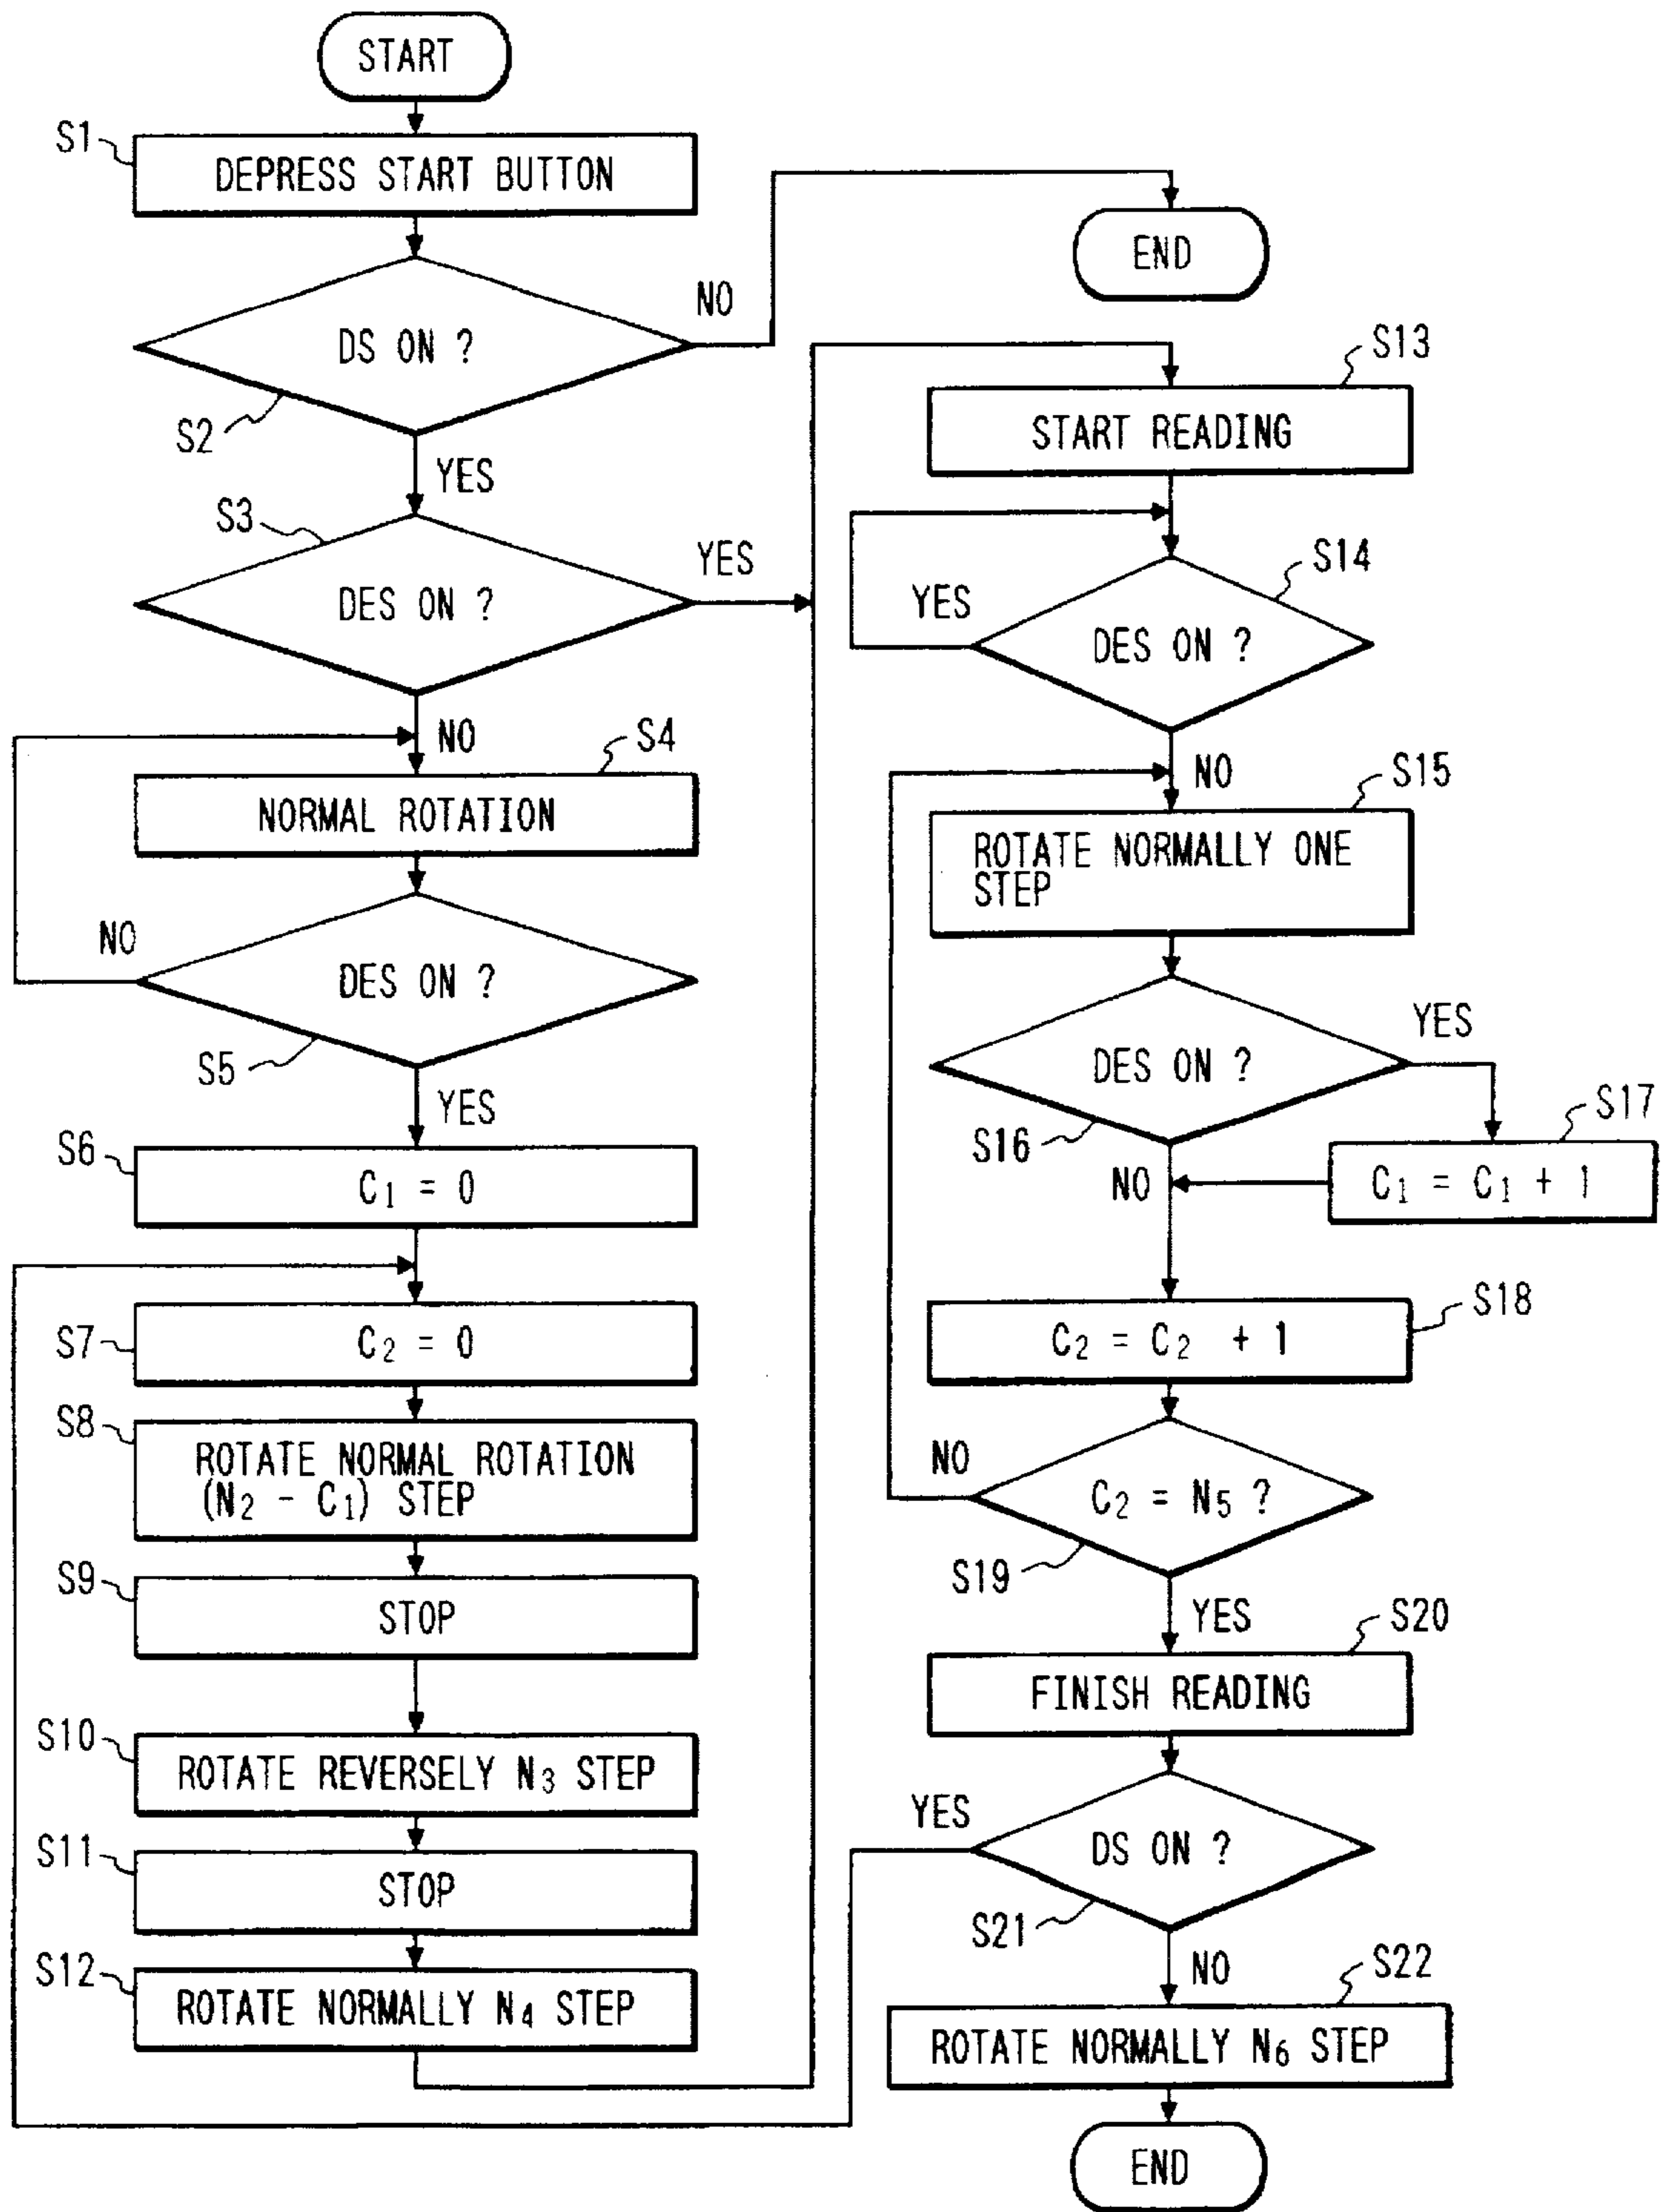 START
S1
DEPRESS START BUTTON
DS ON ?
NO
S2
YES
S3
DES ON ?
YES
NO
S4
NORMAL ROTATION
NO
DES ON ?
S5
YES
S6
C1 = 0
S7
C2 = 0
S8
ROTATE NORMAL ROTATION
(N2 - C1) STEP
S9
STOP
S10
ROTATE REVERSELY N3 STEP
S11
STOP
S12
ROTATE NORMALLY N4 STEP
END
S13
START READING
S14
YES
DES ON ?
NO
S15
ROTATE NORMALLY ONE
STEP
DES ON ?
YES
S16
S17
NO
C1 = C1 + 1
S18
C2 = C2 + 1
NO
C2 = N5 ?
S19
YES
S20
FINISH READING
YES
DS ON ?
S21
NO
S22
ROTATE NORMALLY N6 STEP
END